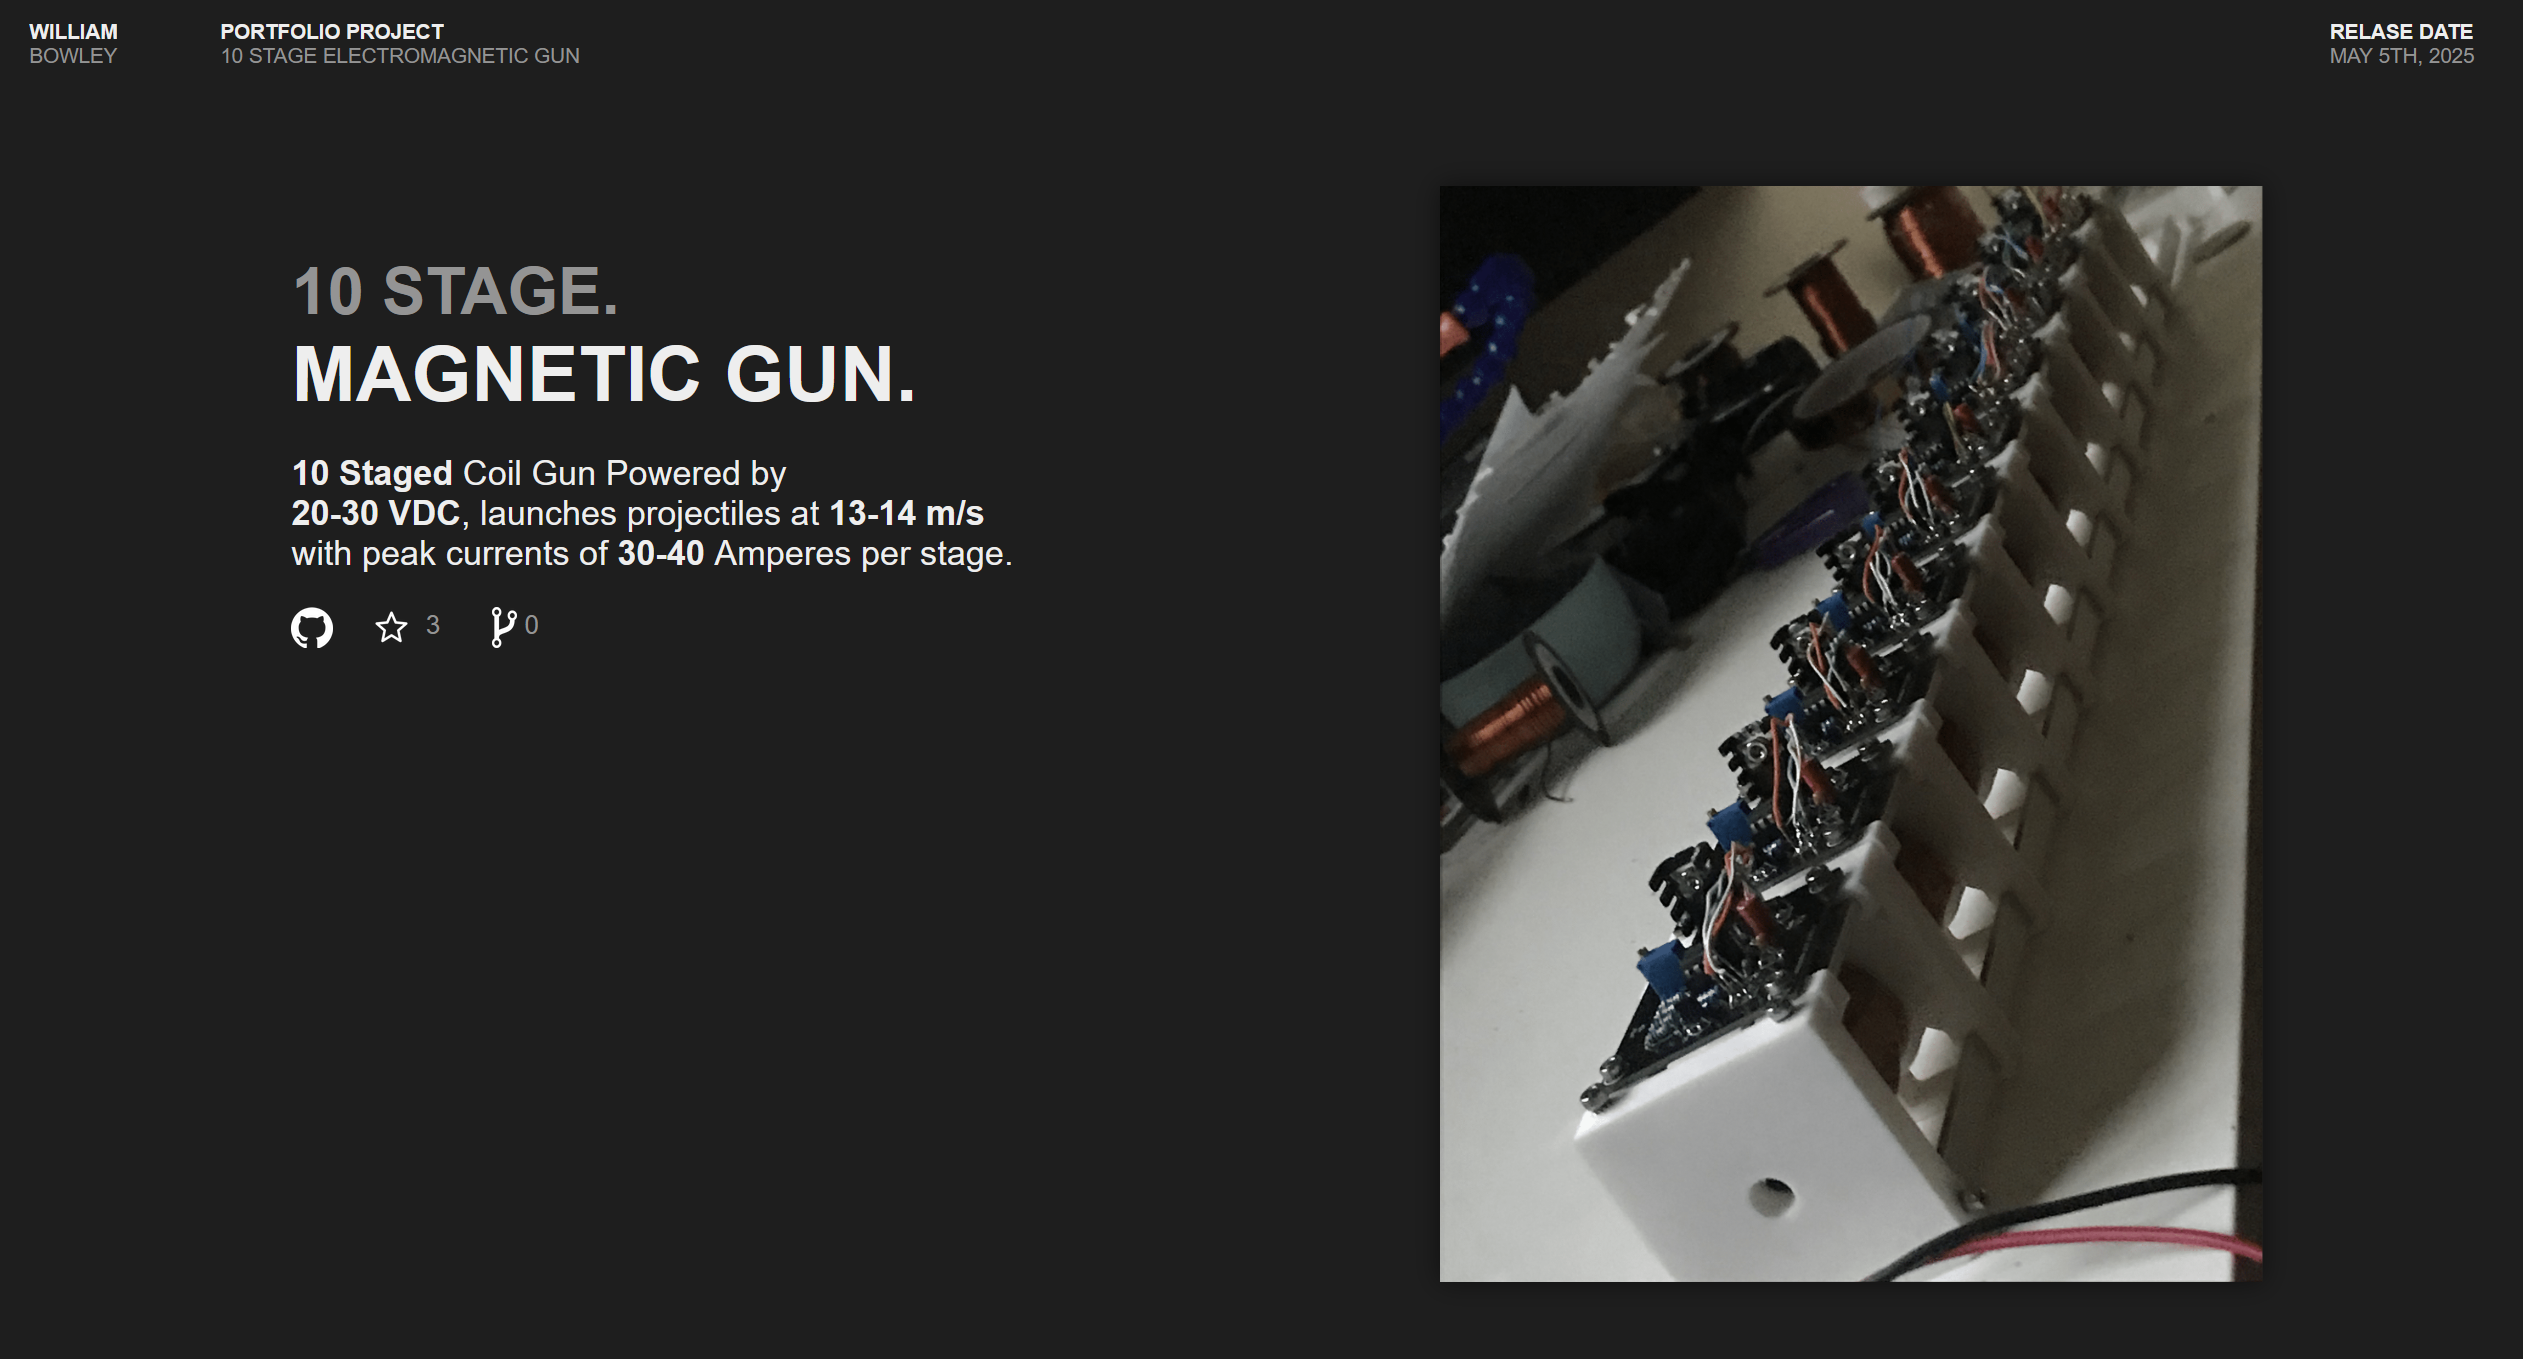 WILLIAM
BOWLEY
PORTFOLIO PROJECT
10 STAGE ELECTROMAGNETIC GUN
RELASE DATE
MAY 5TH, 2025
10 STAGE.
MAGNETIC GUN.
10 Staged Coil Gun Powered by
20-30 VDC, launches projectiles at 13-14 m/s
with peak currents of 30-40 Amperes per stage.
3
0